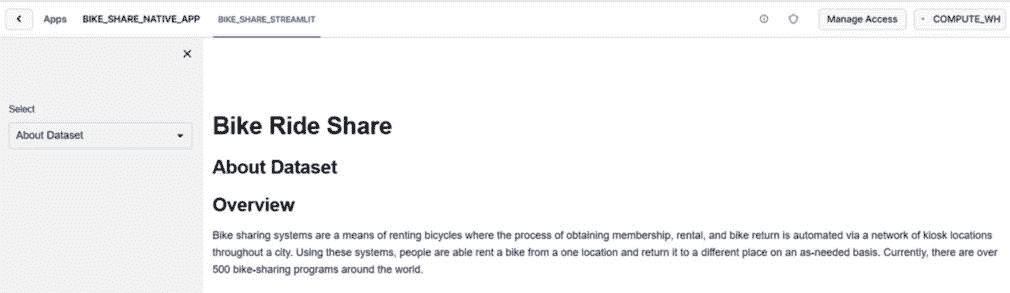 Apps BIKE_SHARE_NATIVE_APP BIKE_SHARE_STREAMLIT Manage Access COMPUTE_WH
Select
About Dataset
Bike Ride Share
About Dataset
Overview
Bike sharing systems are a means of renting bicycles where the process of obtaining membership, rental, and bike return is automated via a network of kiosk locations
throughout a city. Using these systems, people are able rent a bike from a one location and return it to a different place on an as-needed basis. Currently, there are over
500 bike-sharing programs around the world.